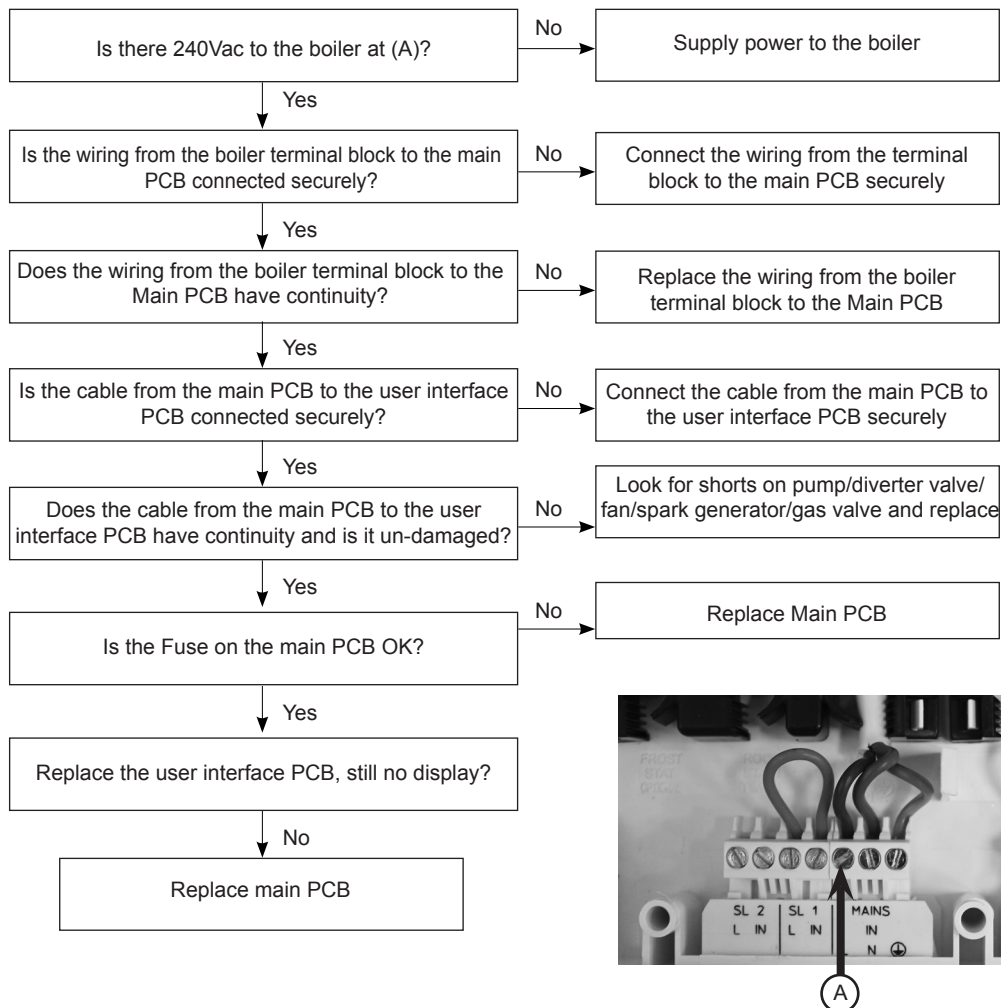 Is there 240Vac to the boiler at (A)?
No
Supply power to the boiler
Yes
Is the wiring from the boiler terminal block to the main
PCB connected securely?
No
Connect the wiring from the terminal
block to the main PCB securely
Yes
Does the wiring from the boiler terminal block to the
Main PCB have continuity?
No
Replace the wiring from the boiler
terminal block to the Main PCB
Yes
Is the cable from the main PCB to the user interface
PCB connected securely?
No
Connect the cable from the main PCB to
the user interface PCB securely
Yes
Does the cable from the main PCB to the user
interface PCB have continuity and is it un-damaged?
No
Look for shorts on pump/diverter valve/
fan/spark generator/gas valve and replace
Yes
Is the Fuse on the main PCB OK?
No
Replace Main PCB
Yes
Replace the user interface PCB, still no display?
No
Replace main PCB
FROST
STAT
SL 2 SL 1 MAINS
L IN L IN IN
N
A